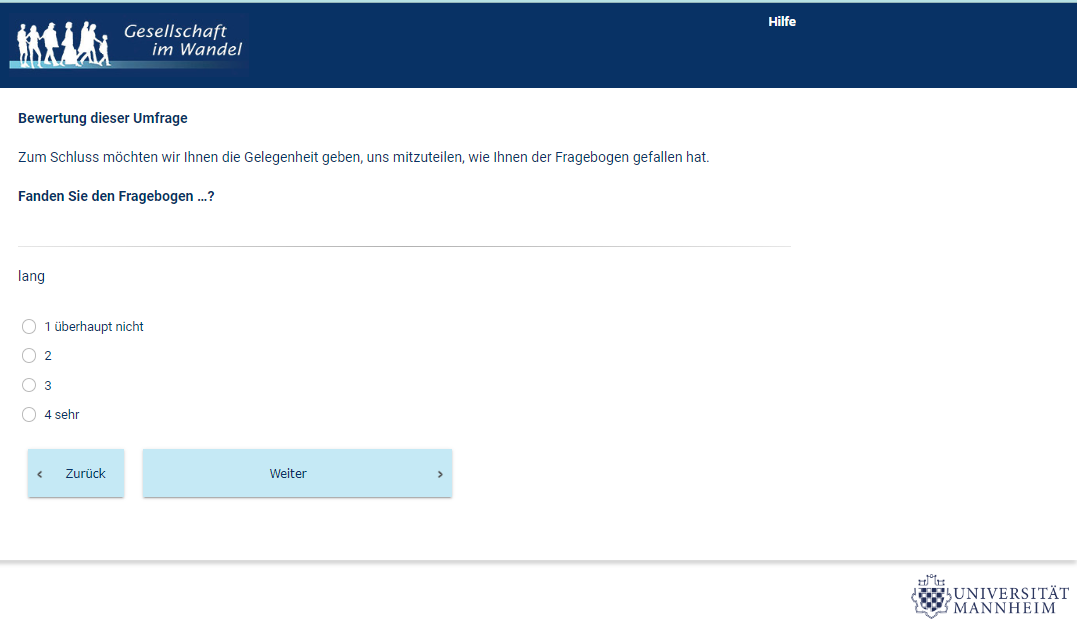 Gesellschaft
im Wandel
Hilfe
Bewertung dieser Umfrage
Zum Schluss möchten wir Ihnen die Gelegenheit geben, uns mitzuteilen, wie Ihnen der Fragebogen gefallen hat.
Fanden Sie den Fragebogen ...?
lang
1 überhaupt nicht
2
3
4 sehr
‹ Zurück
Weiter ›
UNIVERSITÄT
MANNHEIM